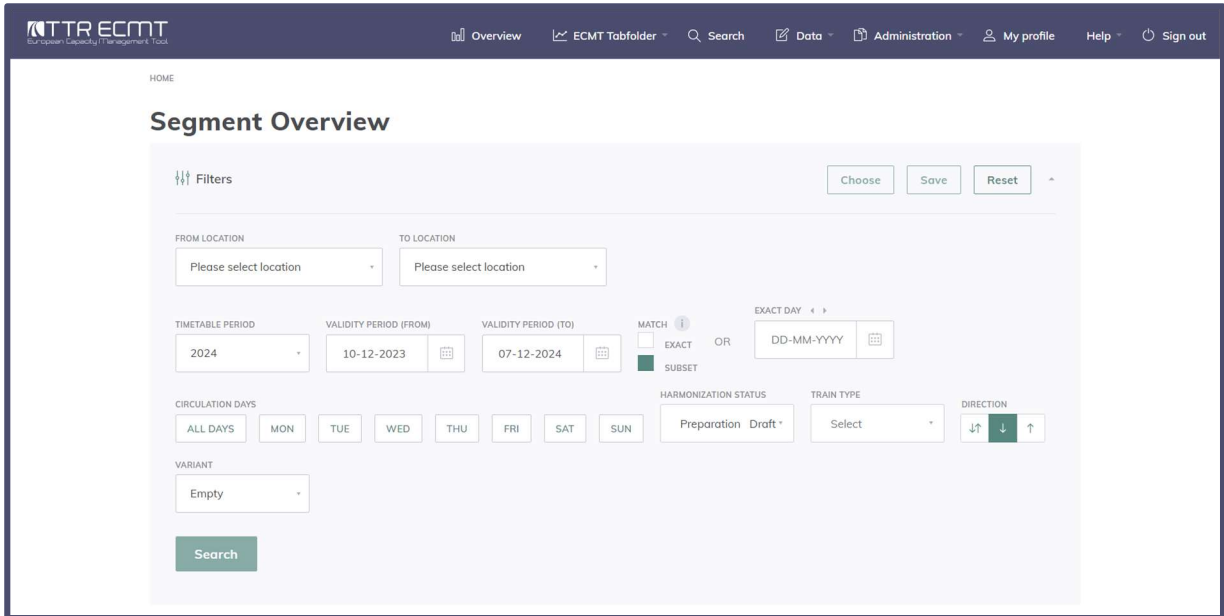 TTR ECMT
European Capacity Management Tool
Overview ECMT Tabfolder Search Data Administration My profile Help Sign out
HOME
Segment Overview
Filters Choose Save Reset
FROM LOCATION TO LOCATION
Please select location Please select location
TIMETABLE PERIOD VALIDITY PERIOD (FROM) VALIDITY PERIOD (TO) MATCH i EXACT DAY
2024 10-12-2023 07-12-2024 EXACT OR DD-MM-YYYY
SUBSET
CIRCULATION DAYS HARMONIZATION STATUS TRAIN TYPE DIRECTION
ALL DAYS MON TUE WED THU FRI SAT SUN Preparation Draft Select
VARIANT
Empty
Search